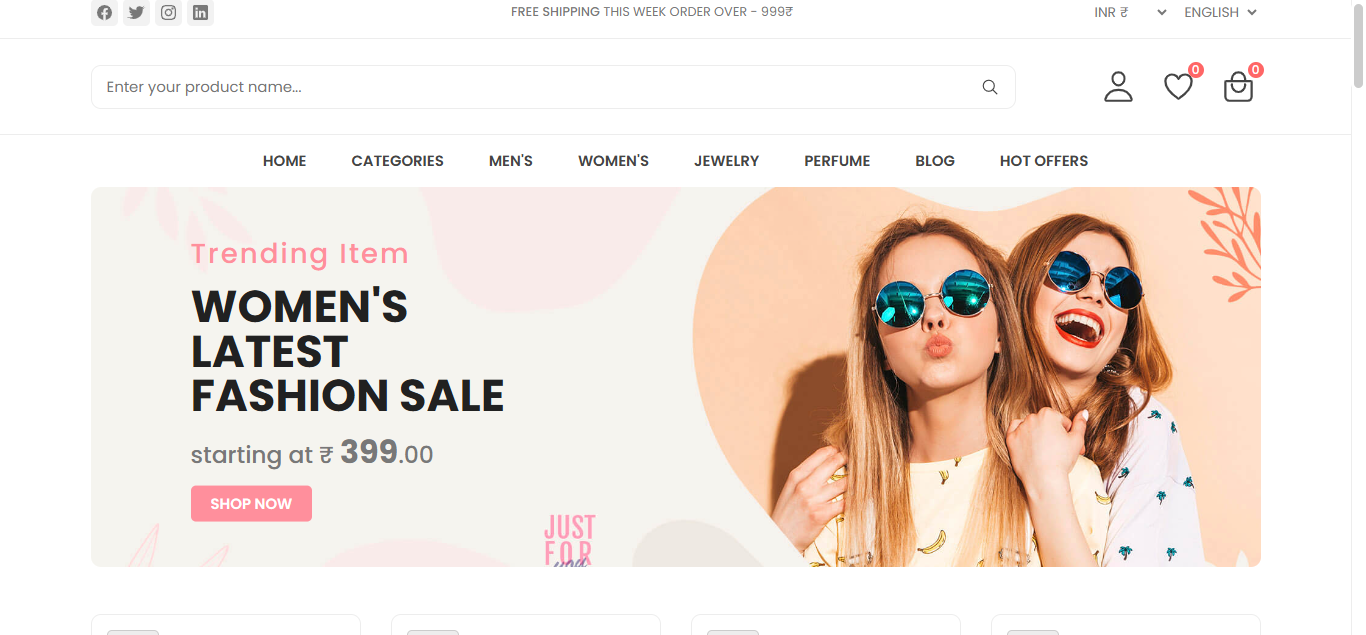 FREE SHIPPING THIS WEEK ORDER OVER - 999₹
INR ₹
ENGLISH
Enter your product name...
0
0
HOME
CATEGORIES
MEN'S
WOMEN'S
JEWELRY
PERFUME
BLOG
HOT OFFERS
Trending Item
WOMEN'S
LATEST
FASHION SALE
starting at ₹ 399.00
SHOP NOW
JUST
FOR
you